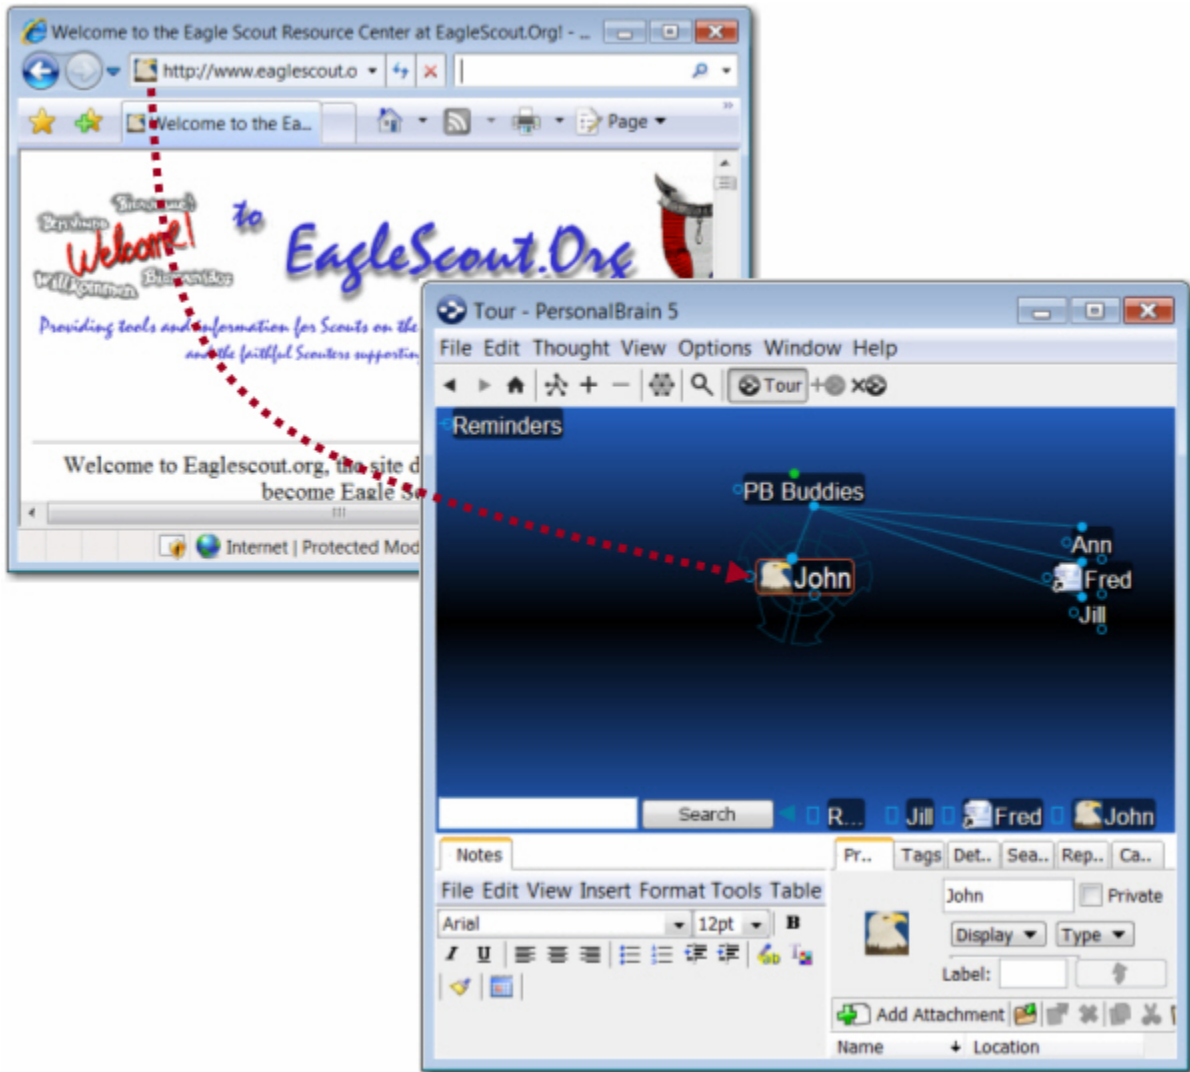 Welcome to the Eagle Scout Resource Center at EagleScout.Org! - ...
http://www.eaglescout.o
Welcome to the Ea...
Page
Bienvenue!
Welcome!
Willkommen
Bienvenidos
to
EagleScout.Org
Providing tools and information for Scouts on the
and the faithful Scouters supportin
Welcome to Eaglescout.org, the site d
become Eagle Sc
Internet | Protected Mod
Tour - PersonalBrain 5
File Edit Thought View Options Window Help
Tour
Reminders
PB Buddies
Ann
John
Fred
Jill
Search
R...
Jill
Fred
John
Notes
Pr.. Tags Det.. Sea.. Rep.. Ca..
File Edit View Insert Format Tools Table
John
Private
Arial
12pt
B
Display
Type
I U
Label:
Add Attachment
Name
Location